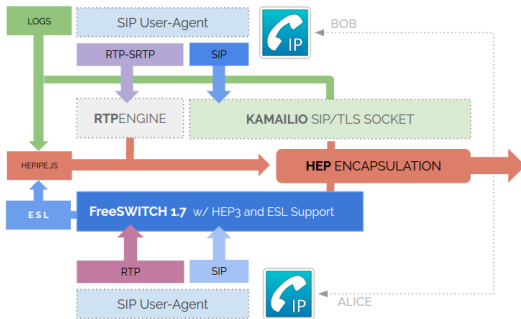 LOGS
SIP User-Agent
IP
BOB
RTP-SRTP
SIP
RTPENGINE
KAMAILIO SIP/TLS SOCKET
HEPIPE.JS
HEP ENCAPSULATION
ESL
FreeSWITCH 1.7 w/ HEP3 and ESL Support
RTP
SIP
SIP User-Agent
IP
ALICE